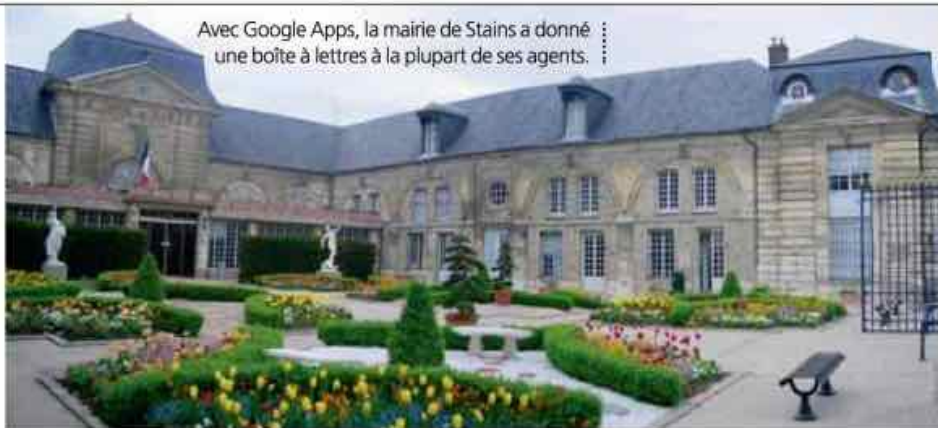 Avec Google Apps, la mairie de Stains a donné
une boîte à lettres à la plupart de ses agents.